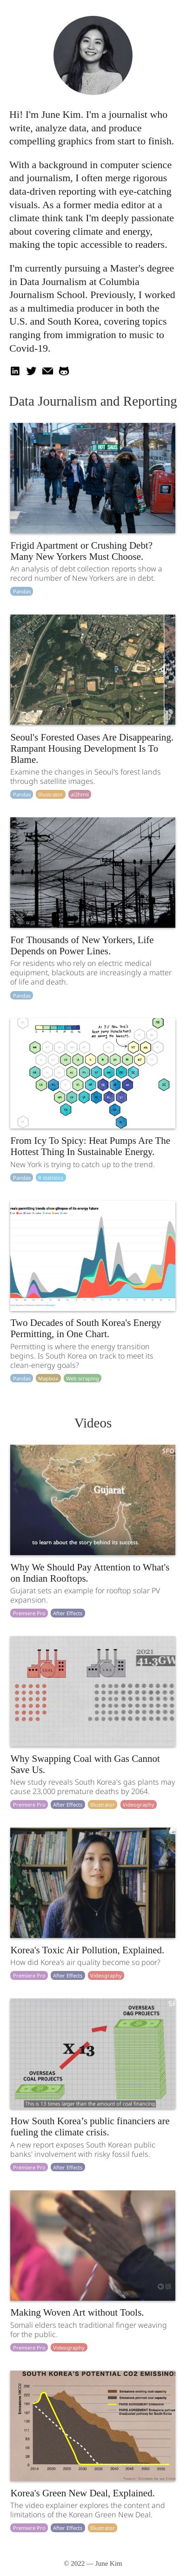 Hi! I'm June Kim. I'm a journalist who
write, analyze data, and produce
compelling graphics from start to finish.
With a background in computer science
and journalism, I often merge rigorous
data-driven reporting with eye-catching
visuals. As a former media editor at a
climate think tank I'm deeply passionate
about covering climate and energy,
making the topic accessible to readers.
I'm currently pursuing a Master's degree
in Data Journalism at Columbia
Journalism School. Previously, I worked
as a multimedia producer in both the
U.S. and South Korea, covering topics
ranging from immigration to music to
Covid-19.
Data Journalism and Reporting
Frigid Apartment or Crushing Debt?
Many New Yorkers Must Choose.
An analysis of debt collection reports show a
record number of New Yorkers are in debt.
Pandas
Seoul's Forested Oases Are Disappearing.
Rampant Housing Development Is To
Blame.
Examine the changes in Seoul's forest lands
through satellite images.
Pandas Illustrator ai2html
For Thousands of New Yorkers, Life
Depends on Power Lines.
For residents who rely on electric medical
equipment, blackouts are increasingly a matter
of life and death.
Pandas
From Icy To Spicy: Heat Pumps Are The
Hottest Thing In Sustainable Energy.
New York is trying to catch up to the trend.
Pandas R statistics
Two Decades of South Korea's Energy
Permitting, in One Chart.
Permitting is where the energy transition
begins. Is South Korea on track to meet its
clean-energy goals?
Pandas Mapbox Web scraping
Videos
SFO
Gujarat
to learn about the story behind its success.
Why We Should Pay Attention to What's
on Indian Rooftops.
Gujarat sets an example for rooftop solar PV
expansion.
Premiere Pro After Effects
2021
41.3GW
COAL
Why Swapping Coal with Gas Cannot
Save Us.
New study reveals South Korea's gas plants may
cause 23,000 premature deaths by 2064.
Premiere Pro After Effects Illustrator Videography
Korea's Toxic Air Pollution, Explained.
How did Korea's air quality become so poor?
Premiere Pro After Effects Videography
OVERSEAS
O&G PROJECTS
X 13
OVERSEAS
COAL PROJECTS
This is 13 times larger than the amount of coal financing
How South Korea's public financiers are
fueling the climate crisis.
A new report exposes South Korean public
banks' involvement with risky fossil fuels.
Premiere Pro After Effects
Making Woven Art without Tools.
Somali elders teach traditional finger weaving
for the public.
Premiere Pro Videography
SOUTH KOREA'S POTENTIAL CO2 EMISSIONS
Korea's Green New Deal, Explained.
The video explainer explores the content and
limitations of the Korean Green New Deal.
Premiere Pro After Effects Illustrator
© 2022 — June Kim